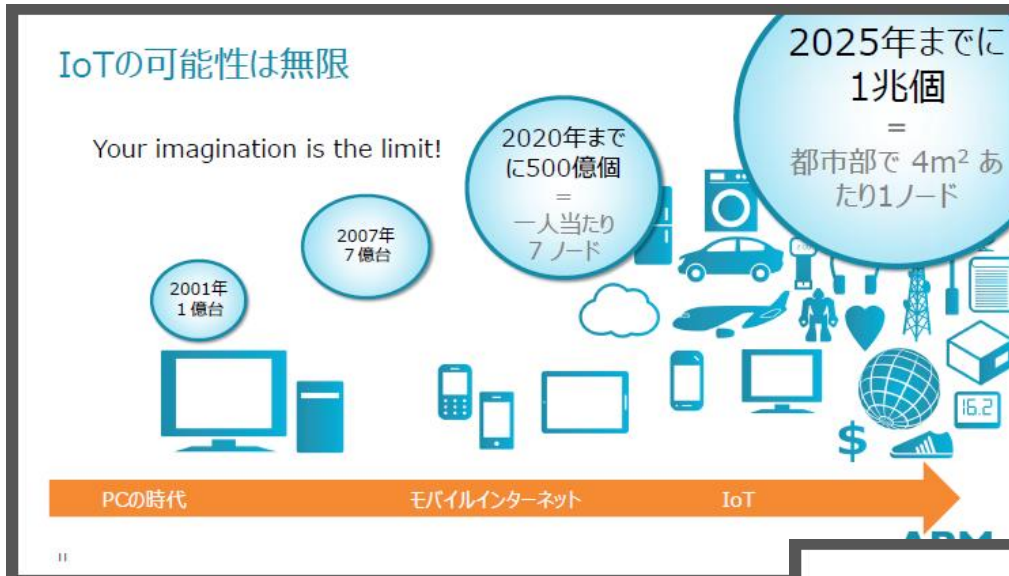 IoTの可能性は無限
Your imagination is the limit!
2001年
1億台
2007年
7億台
2020年まで
に500億個
=
一人当たり
7 ノード
2025年までに
1兆個
=
都市部で 4m² あ
たり1ノード
16.2
$
PCの時代
モバイルインターネット
IoT
11